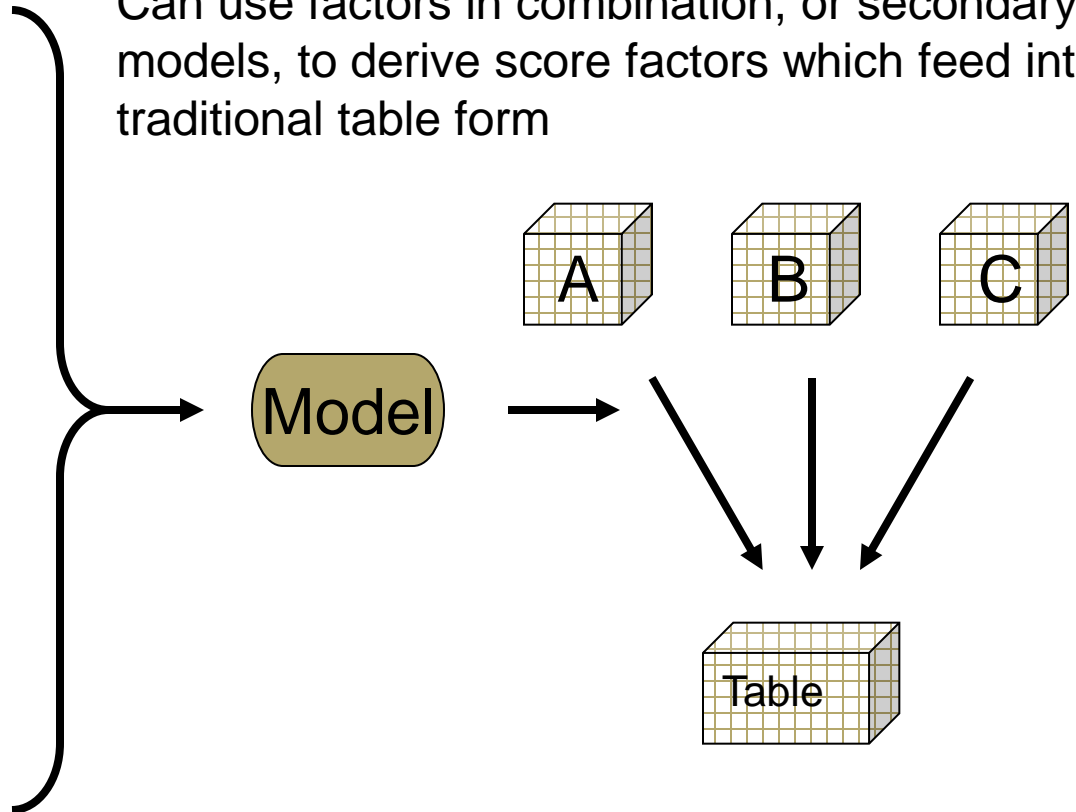 Can use factors in combination, or secondary
models, to derive score factors which feed int
traditional table form
A B C
Model
Table